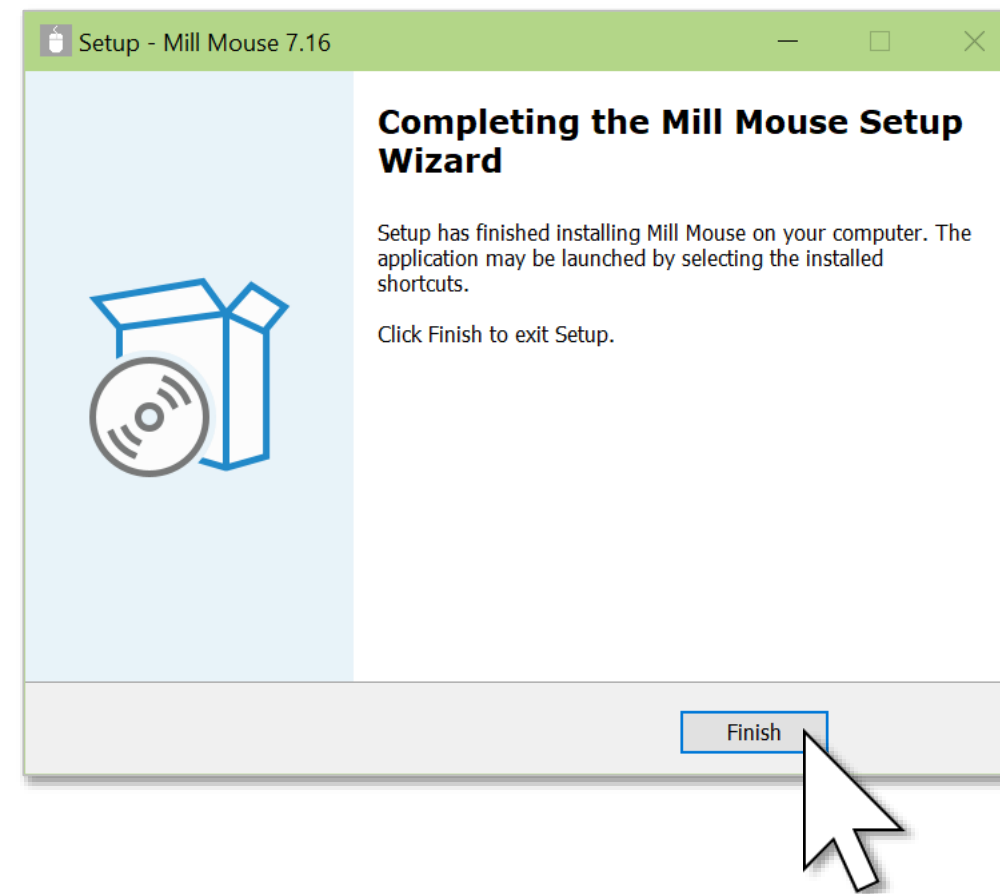 Setup - Mill Mouse 7.16
Completing the Mill Mouse Setup
Wizard
Setup has finished installing Mill Mouse on your computer. The
application may be launched by selecting the installed
shortcuts.
Click Finish to exit Setup.
Finish